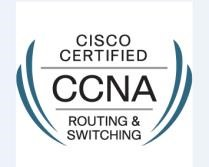 CISCO
CERTIFIED
CCNA
ROUTING &
SWITCHING